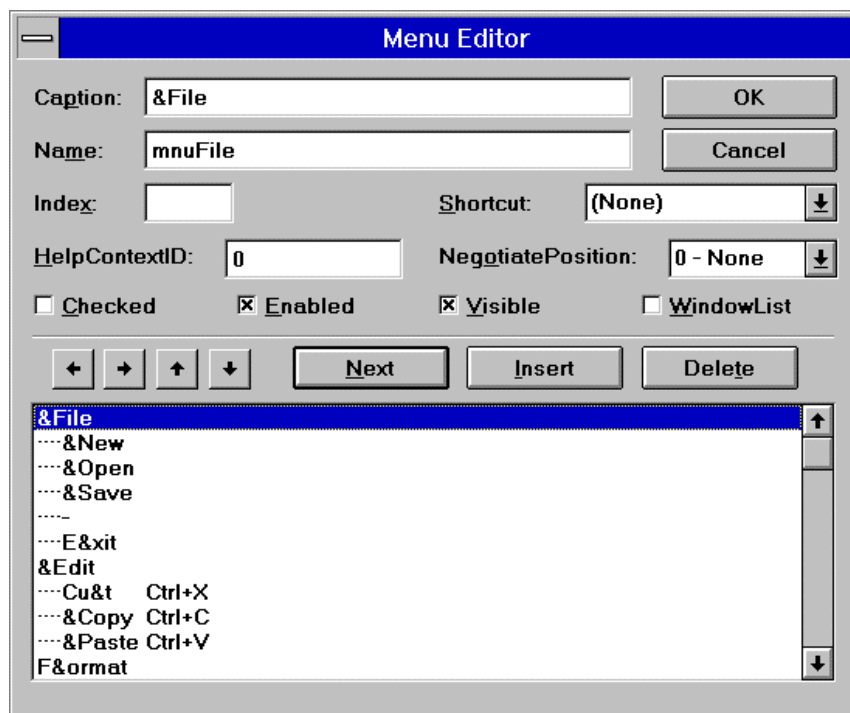 Menu Editor
Caption: &File OK
Name: mnuFile Cancel
Index: Shortcut: (None)
HelpContextID: 0 NegotiatePosition: 0 - None
Checked Enabled Visible WindowList
Next Insert Delete
&File
····&New
····&Open
····&Save
····-
····E&xit
&Edit
····Cu&t Ctrl+X
····&Copy Ctrl+C
····&Paste Ctrl+V
F&ormat